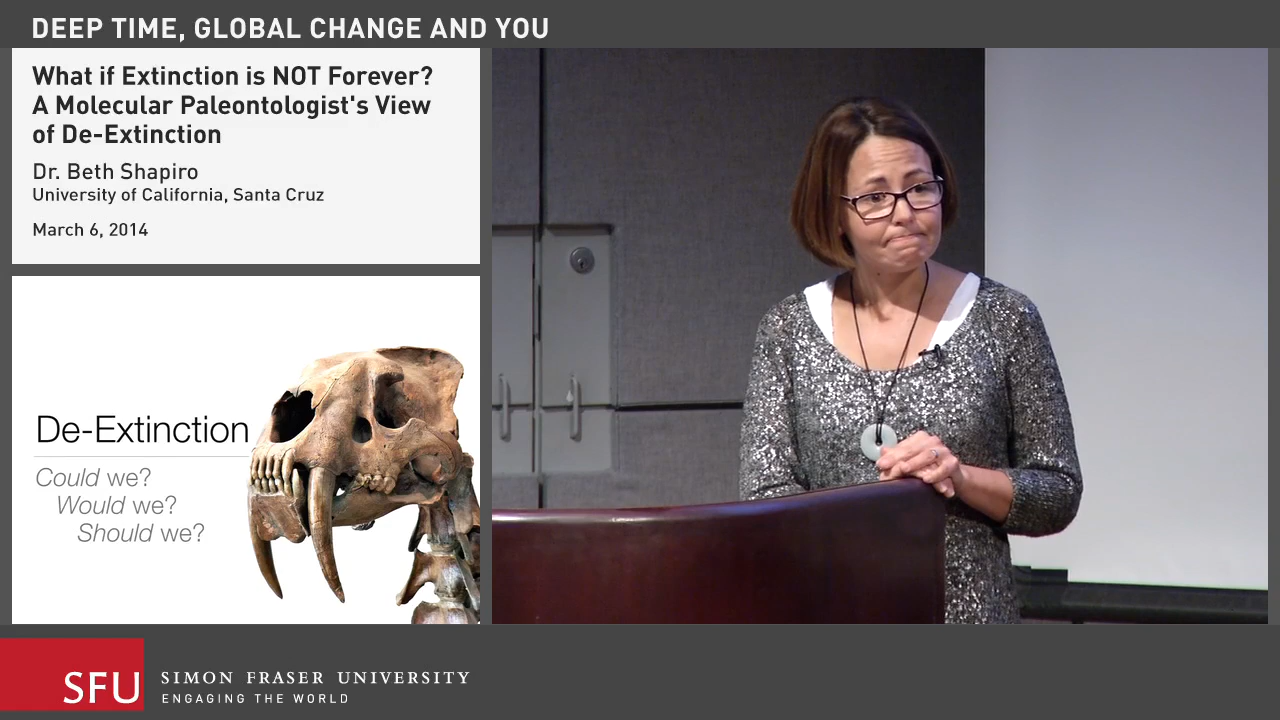 DEEP TIME, GLOBAL CHANGE AND YOU
What if Extinction is NOT Forever?
A Molecular Paleontologist's View
of De-Extinction
Dr. Beth Shapiro
University of California, Santa Cruz
March 6, 2014
De-Extinction
Could we?
Would we?
Should we?
SFU
SIMON FRASER UNIVERSITY
ENGAGING THE WORLD